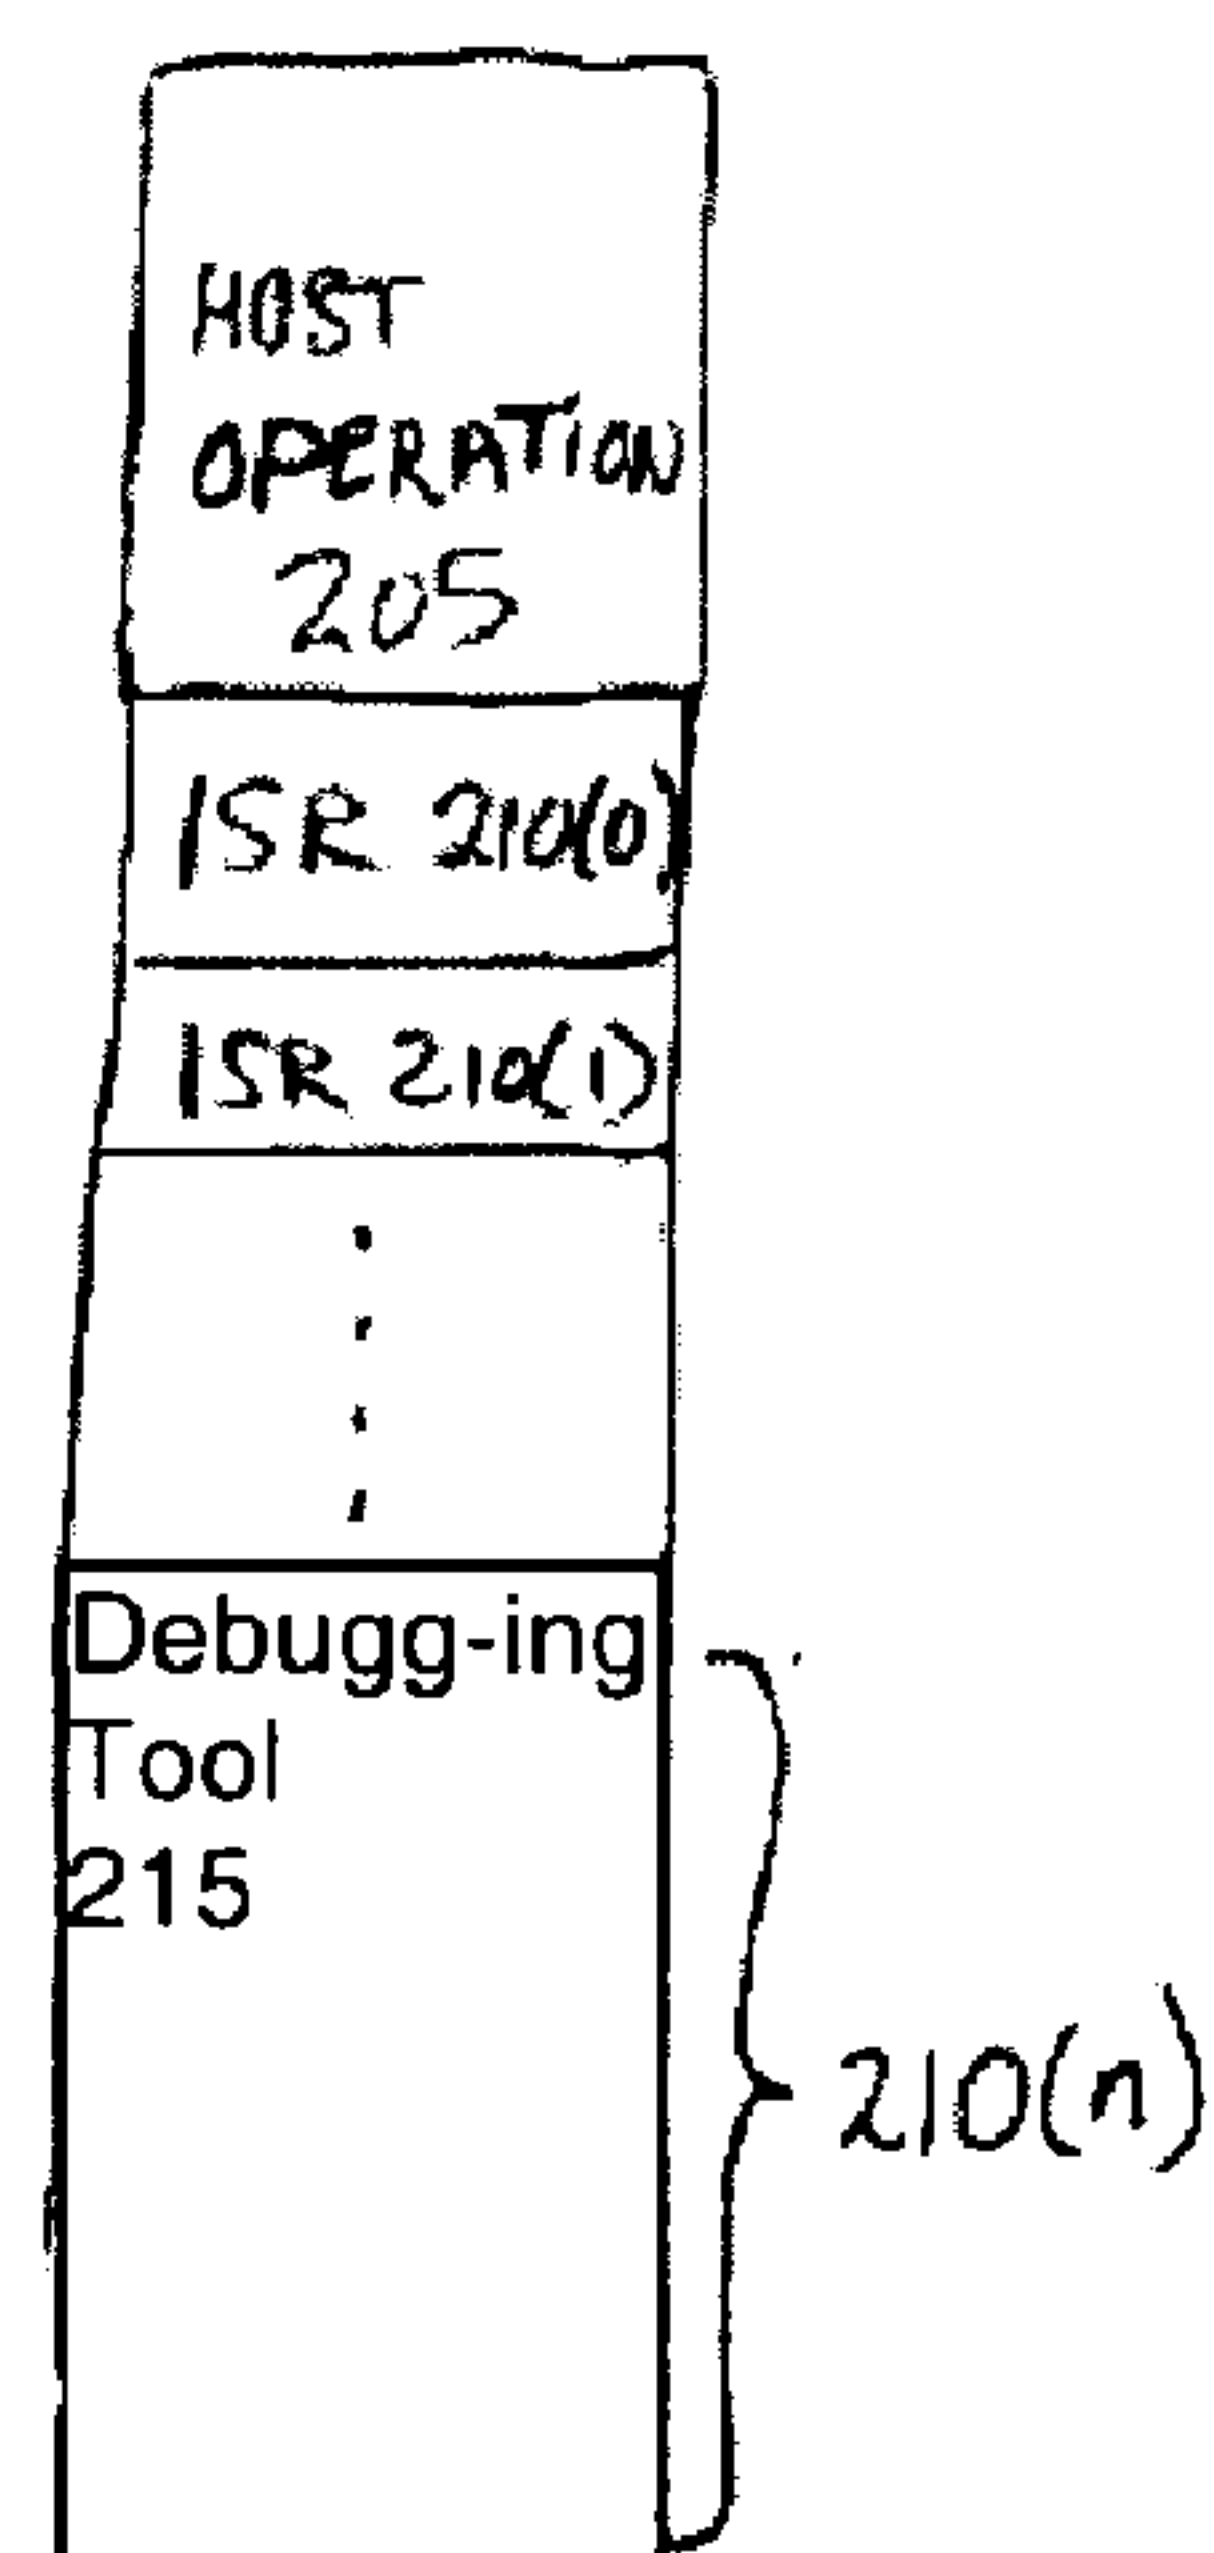 HOST
OPERATION
205
ISR 210(0)
ISR 210(1)
Debugg-ing
Tool
215
210(n)